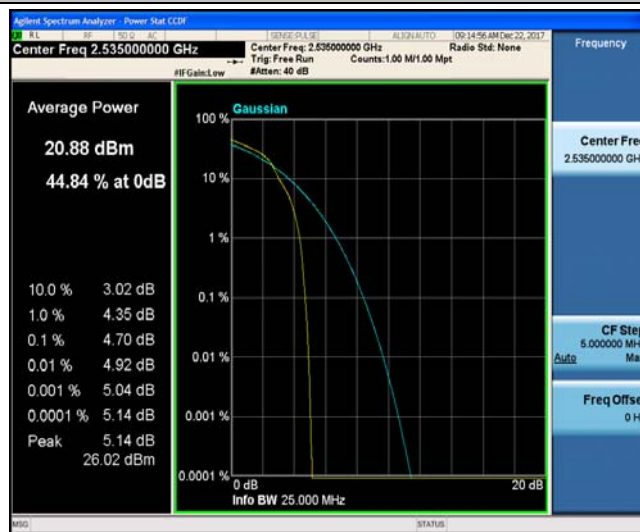 Agilent Spectrum Analyzer - Power Stat CCDF
RL RF 50 Ω AC SENSE:PULSE ALIGN AUTO 09:14:56 AM Dec 22, 2017
Center Freq 2.535000000 GHz
Center Freq: 2.535000000 GHz Radio Std: None
Trig: Free Run Counts:1.00 M/1.00 Mpt
#IFGain:Low #Atten: 40 dB
Frequency
Average Power
20.88 dBm
44.84 % at 0dB
10.0 % 3.02 dB
1.0 % 4.35 dB
0.1 % 4.70 dB
0.01 % 4.92 dB
0.001 % 5.04 dB
0.0001 % 5.14 dB
Peak 5.14 dB
26.02 dBm
Gaussian
100 %
10 %
1 %
0.1 %
0.01 %
0.001 %
0.0001 %
0 dB 20 dB
Info BW 25.000 MHz
Center Fre
2.535000000 GH
CF Step
5.000000 MH
Auto Ma
Freq Offse
0 H
MSG STATUS